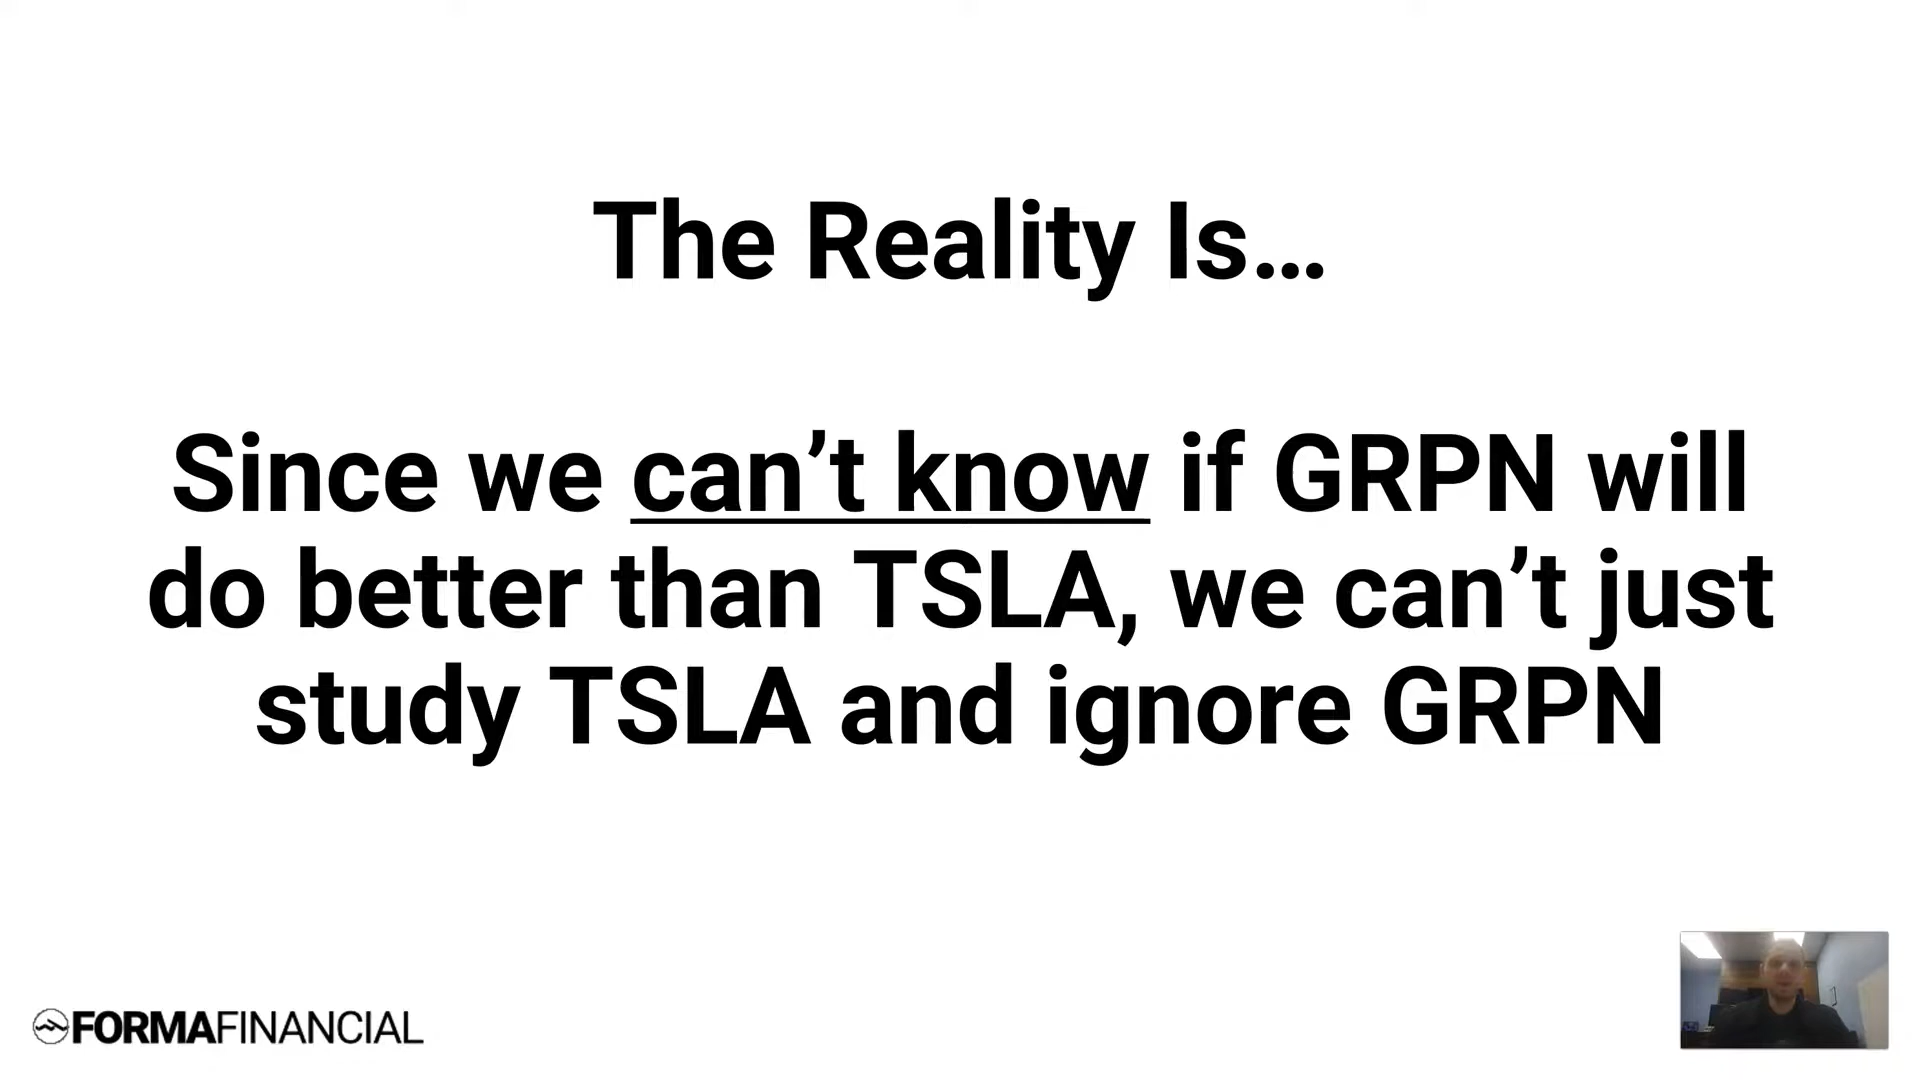 The Reality Is…
Since we can’t know if GRPN will
do better than TSLA, we can’t just
study TSLA and ignore GRPN
FORMAFINANCIAL